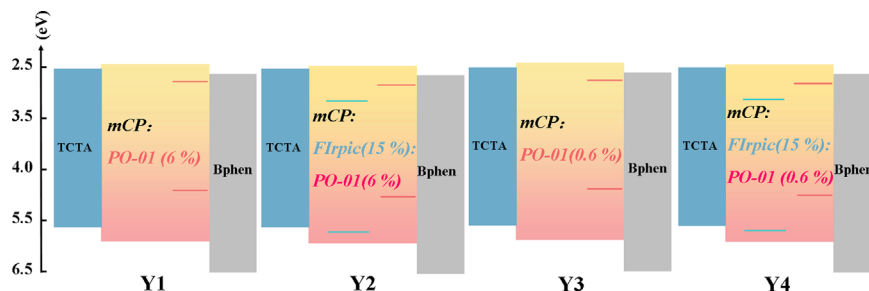 (eV)
2.5
3.5
4.0
5.5
6.5
TCTA
mCP:
PO-01 (6 %)
Bphen
Y1
TCTA
mCP:
FIrpic(15 %):
PO-01(6 %)
Bphen
Y2
TCTA
mCP:
PO-01(0.6 %)
Bphen
Y3
TCTA
mCP:
FIrpic(15 %):
PO-01 (0.6 %)
Bphen
Y4